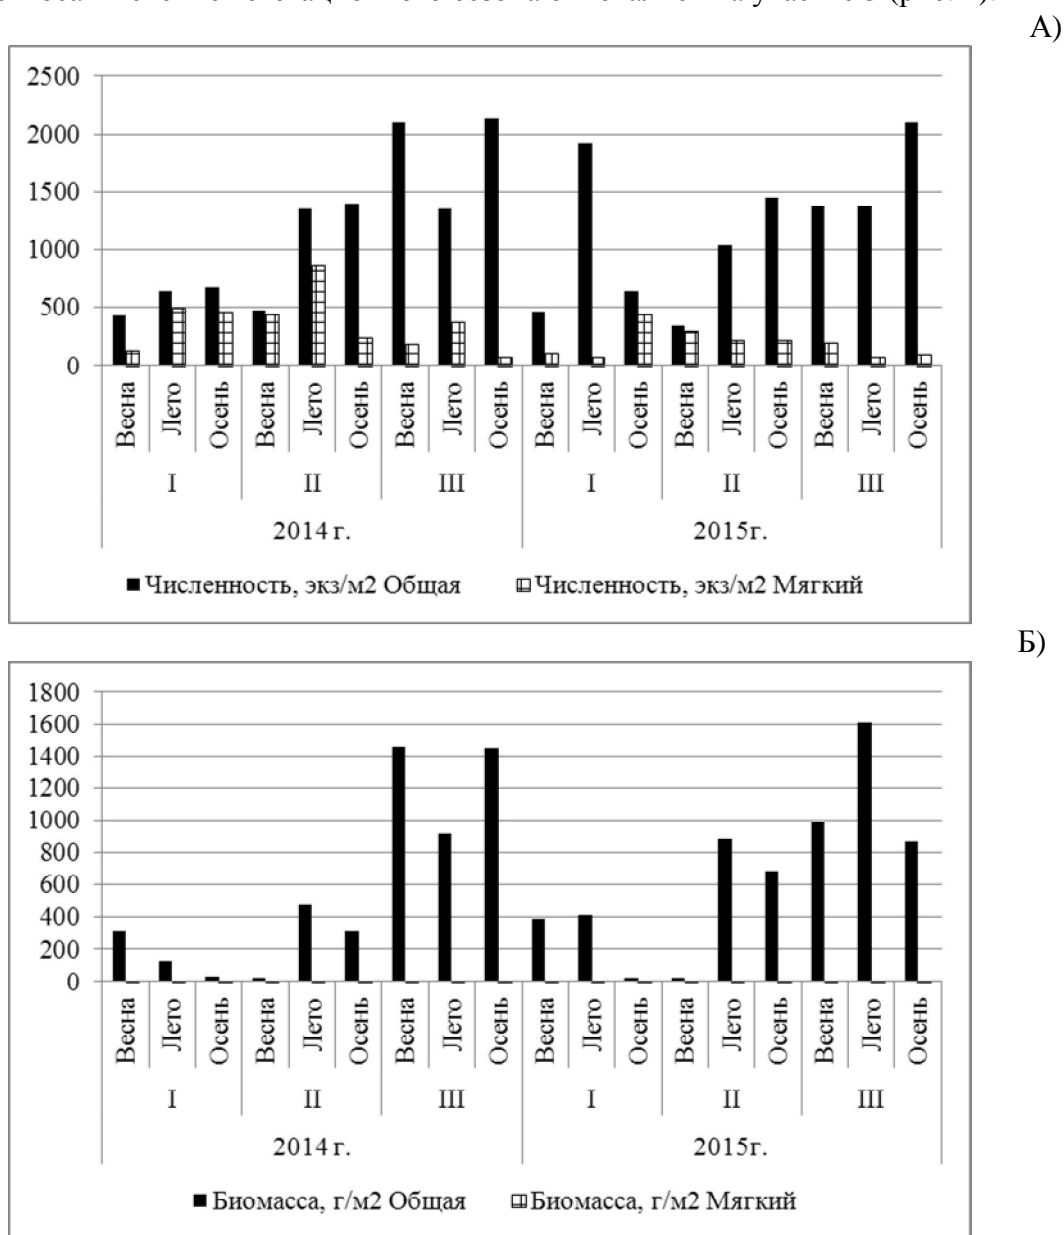 А)
2500
2000
1500
1000
500
0
Весна Лето Осень Весна Лето Осень Весна Лето Осень Весна Лето Осень Весна Лето Осень Весна Лето Осень
I II III I II III
2014 г. 2015г.
Численность, экз/м2 Общая Численность, экз/м2 Мягкий
Б)
1800
1600
1400
1200
1000
800
600
400
200
0
Весна Лето Осень Весна Лето Осень Весна Лето Осень Весна Лето Осень Весна Лето Осень Весна Лето Осень
I II III I II III
2014 г. 2015г.
Биомасса, г/м2 Общая Биомасса, г/м2 Мягкий